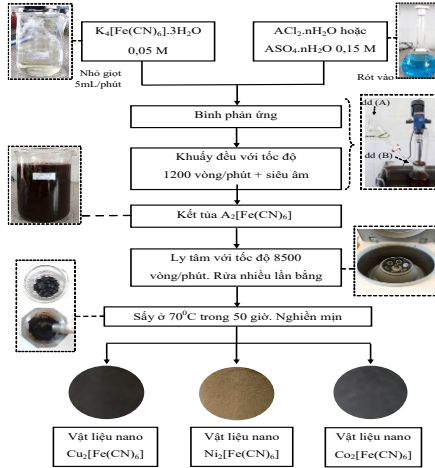 K₄[Fe(CN)₆].3H₂O
0,05 M
ACl₂.nH₂O hoặc
ASO₄.nH₂O 0,15 M
Nhỏ giọt
5mL/phút
Rót vào
Bình phản ứng
dd (A)
Khuấy đều với tốc độ
1200 vòng/phút + siêu âm
dd (B)
Kết tủa A₂[Fe(CN)₆]
Ly tâm với tốc độ 8500
vòng/phút. Rửa nhiều lần bằng
Sấy ở 70⁰C trong 50 giờ. Nghiền mịn
Vật liệu nano
Cu₂[Fe(CN)₆]
Vật liệu nano
Ni₂[Fe(CN)₆]
Vật liệu nano
Co₂[Fe(CN)₆]